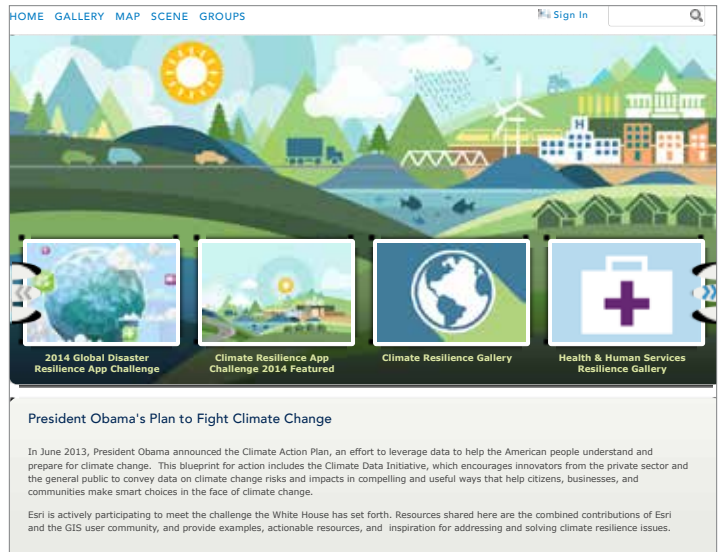 HOME GALLERY MAP SCENE GROUPS Sign In
H
2014 Global Disaster
Resilience App Challenge
Climate Resilience App
Challenge 2014 Featured
Climate Resilience Gallery
Health & Human Services
Resilience Gallery
President Obama's Plan to Fight Climate Change
In June 2013, President Obama announced the Climate Action Plan, an effort to leverage data to help the American people understand and
prepare for climate change. This blueprint for action includes the Climate Data Initiative, which encourages innovators from the private sector and
the general public to convey data on climate change risks and impacts in compelling and useful ways that help citizens, businesses, and
communities make smart choices in the face of climate change.
Esri is actively participating to meet the challenge the White House has set forth. Resources shared here are the combined contributions of Esri
and the GIS user community, and provide examples, actionable resources, and inspiration for addressing and solving climate resilience issues.